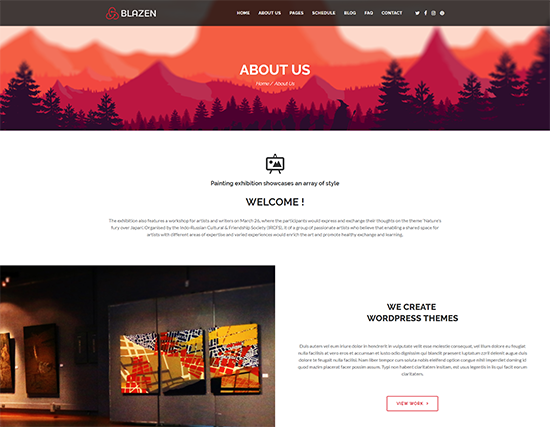 BLAZEN
HOME ABOUT US PAGES SCHEDULE BLOG FAQ CONTACT
ABOUT US
Home / About Us
Painting exhibition showcases an array of style
WELCOME !
The exhibition also features a workshop for artists and writers on March 26, where the participants would express and exchange their thoughts on the theme 'Nature's
fury over Japan'. Organised by the Indo Russian Cultural & Friendship Society (IRCFS), it of a group of passionate artists who believe that enabling a shared space for
artists with different areas of expertise and varied experiences would enrich the art and promote healthy exchange and learning.
WE CREATE
WORDPRESS THEMES
Duis autem vel eum iriure dolor in hendrerit in vulputate velit esse molestie consequat, vel illum dolore eu feugiat
nulla facilisis at vero eros et accumsan et iusto odio dignissim qui blandit praesent luptatum zzril delenit augue duis
dolore te feugait nulla facilisi. Nam liber tempor cum soluta nobis eleifend option congue nihil imperdiet doming id
quod mazim placerat facer possim assum. Typi non habent claritatem insitam, est usus legentis in iis qui facit eorum
claritatem.
VIEW WORK